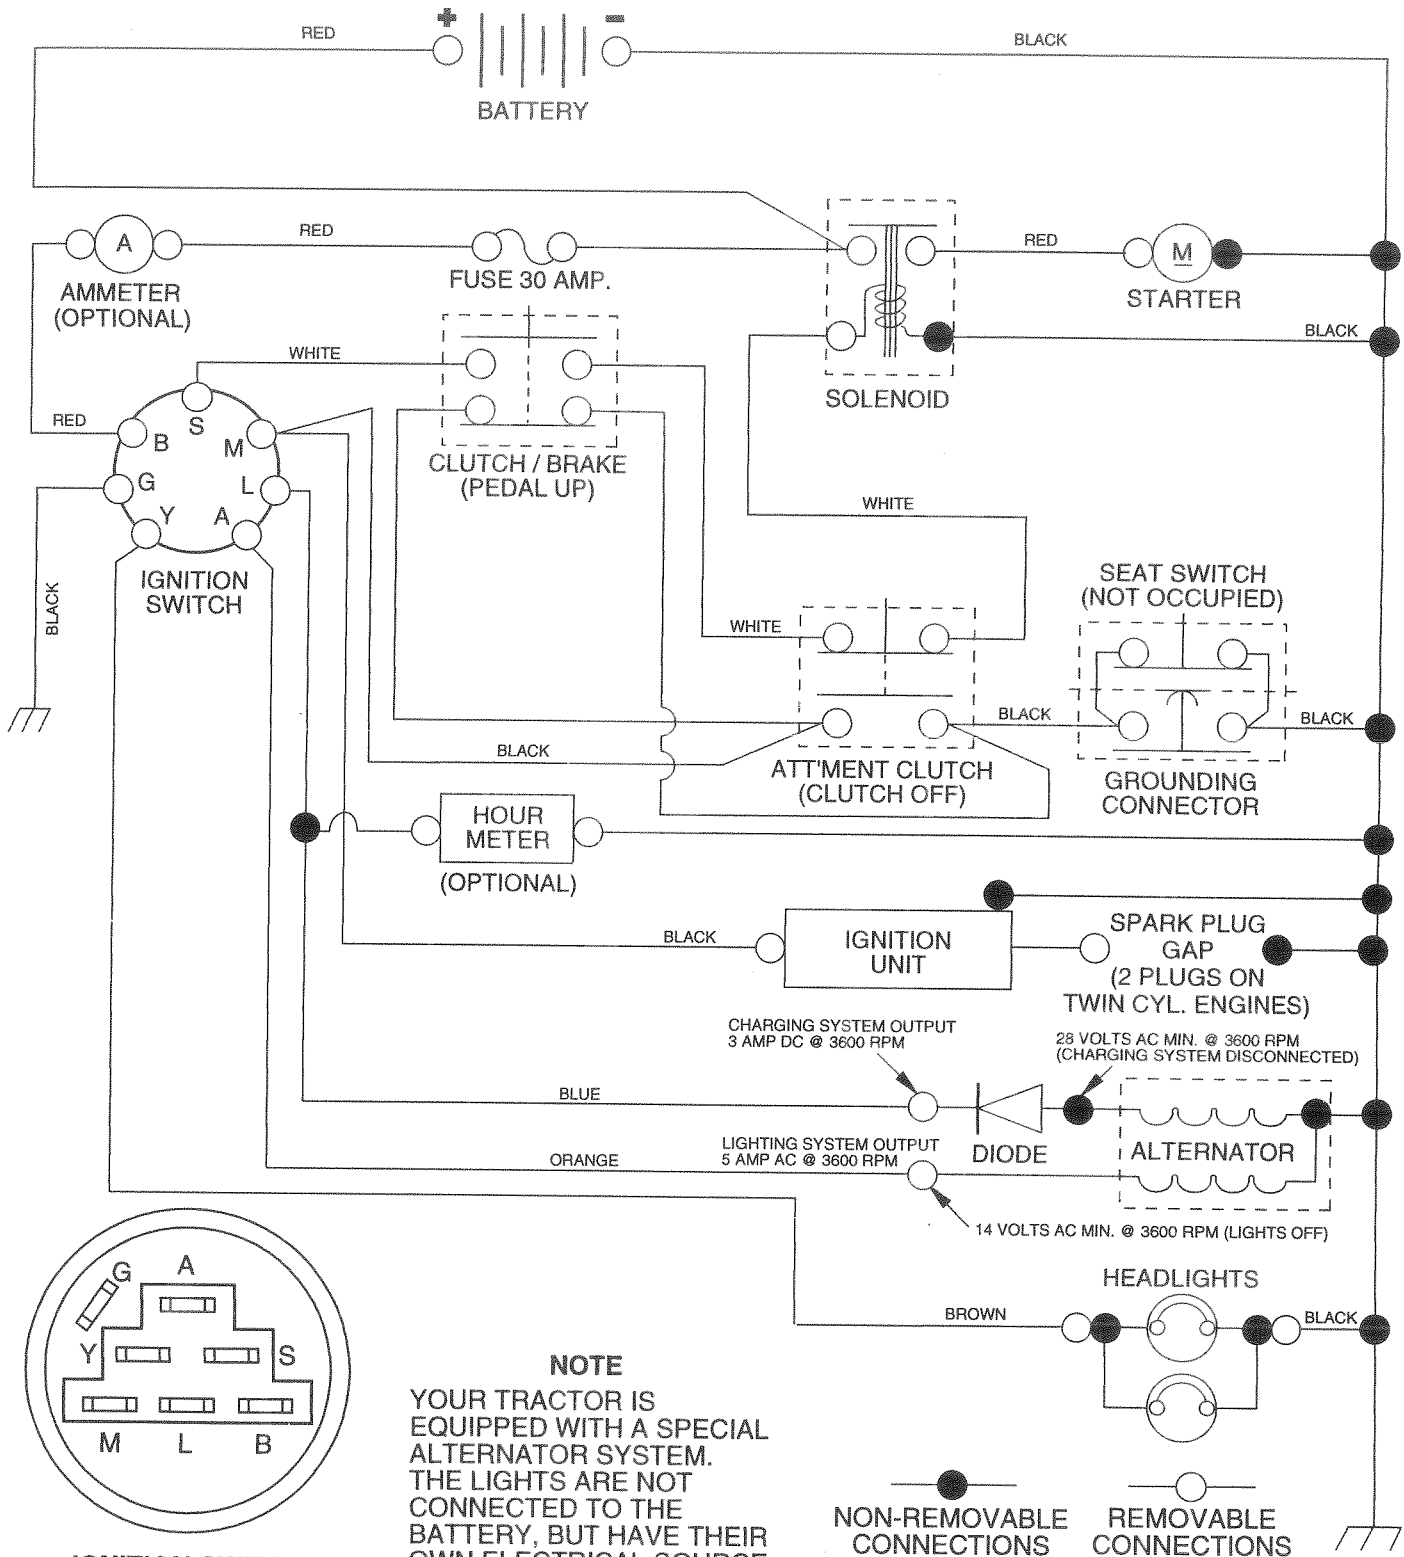 +
-
RED
BLACK
BATTERY
A
RED
RED
M
AMMETER
(OPTIONAL)
FUSE 30 AMP.
STARTER
BLACK
WHITE
SOLENOID
RED
S
B
M
G
L
Y
A
CLUTCH / BRAKE
(PEDAL UP)
WHITE
IGNITION
SWITCH
BLACK
SEAT SWITCH
(NOT OCCUPIED)
WHITE
BLACK
BLACK
BLACK
ATT'MENT CLUTCH
(CLUTCH OFF)
GROUNDING
CONNECTOR
HOUR
METER
(OPTIONAL)
BLACK
IGNITION
UNIT
SPARK PLUG
GAP
(2 PLUGS ON
TWIN CYL. ENGINES)
CHARGING SYSTEM OUTPUT
3 AMP DC @ 3600 RPM
28 VOLTS AC MIN. @ 3600 RPM
(CHARGING SYSTEM DISCONNECTED)
BLUE
DIODE
ALTERNATOR
LIGHTING SYSTEM OUTPUT
5 AMP AC @ 3600 RPM
ORANGE
14 VOLTS AC MIN. @ 3600 RPM (LIGHTS OFF)
HEADLIGHTS
BROWN
BLACK
G
A
Y
S
M
L
B
NOTE
YOUR TRACTOR IS
EQUIPPED WITH A SPECIAL
ALTERNATOR SYSTEM.
THE LIGHTS ARE NOT
CONNECTED TO THE
BATTERY, BUT HAVE THEIR
OWN ELECTRICAL SOURCE
NON-REMOVABLE
CONNECTIONS
REMOVABLE
CONNECTIONS